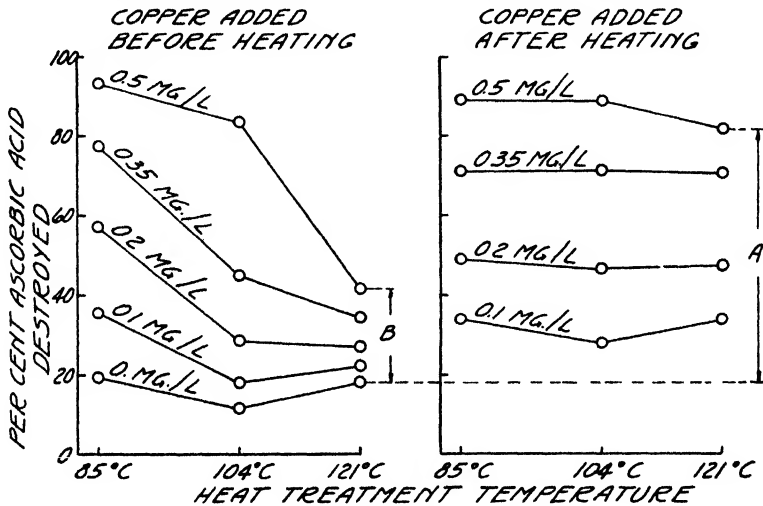 COPPER ADDED
BEFORE HEATING
COPPER ADDED
AFTER HEATING
PER CENT ASCORBIC ACID
DESTROYED
100
80
60
40
20
0
0.5 MG/L
0.35 MG./L
0.2 MG/L
0.1 MG/L
0. MG./L
B
0.5 MG/L
0.35 MG/L
0.2 MG/L
0.1 MG./L
A
85°C 104°C 121°C
85°C 104°C 121°C
HEAT TREATMENT TEMPERATURE